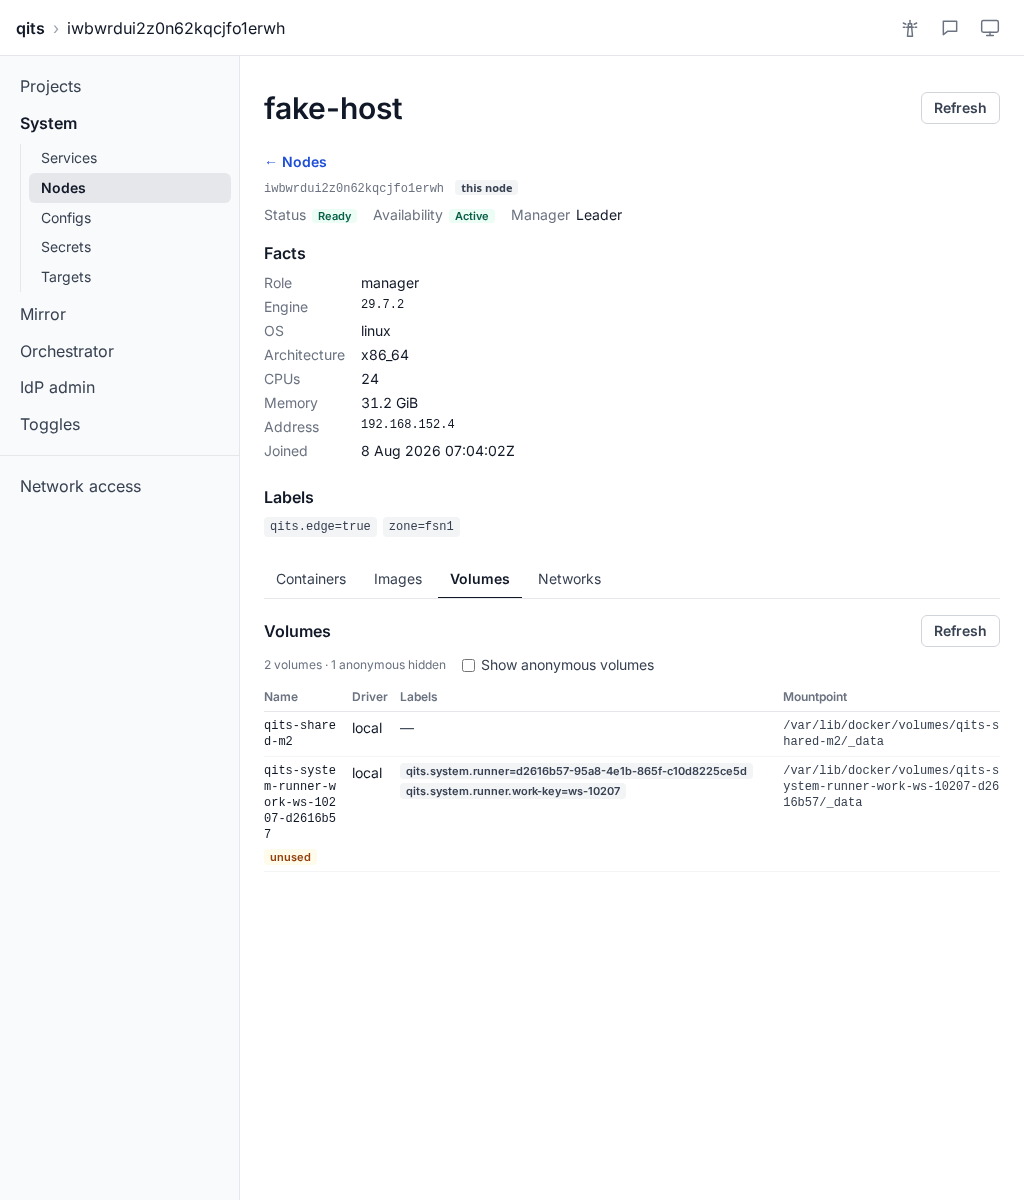 qits › iwbwrdui2z0n62kqcjfo1erwh
Projects
System
Services
Nodes
Configs
Secrets
Targets
Mirror
Orchestrator
IdP admin
Toggles
Network access
fake-host
Refresh
← Nodes
iwbwrdui2z0n62kqcjfo1erwh this node
Status Ready Availability Active Manager Leader
Facts
Role manager
Engine 29.7.2
OS linux
Architecture x86_64
CPUs 24
Memory 31.2 GiB
Address 192.168.152.4
Joined 8 Aug 2026 07:04:02Z
Labels
qits.edge=true zone=fsn1
Containers Images Volumes Networks
Volumes
Refresh
2 volumes · 1 anonymous hidden Show anonymous volumes
Name Driver Labels Mountpoint
qits-share
d-m2
local
—
/var/lib/docker/volumes/qits-s
hared-m2/_data
qits-syste
m-runner-w
ork-ws-102
07-d2616b5
7
unused
local
qits.system.runner=d2616b57-95a8-4e1b-865f-c10d8225ce5d
qits.system.runner.work-key=ws-10207
/var/lib/docker/volumes/qits-s
ystem-runner-work-ws-10207-d26
16b57/_data